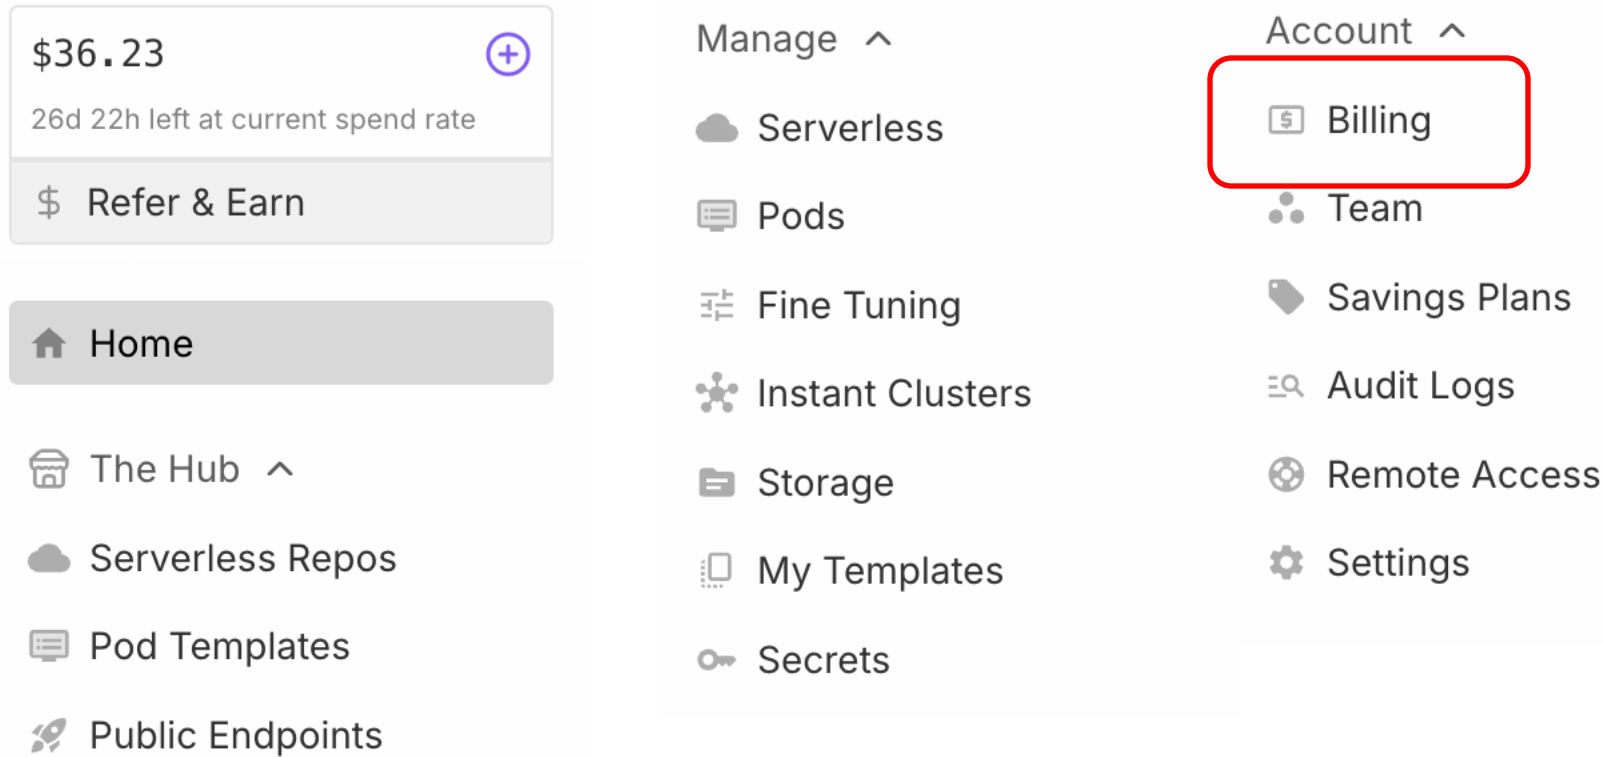 $36.23
26d 22h left at current spend rate
$ Refer & Earn
Home
The Hub
Serverless Repos
Pod Templates
Public Endpoints
Manage
Serverless
Pods
Fine Tuning
Instant Clusters
Storage
My Templates
Secrets
Account
Billing
Team
Savings Plans
Audit Logs
Remote Access
Settings